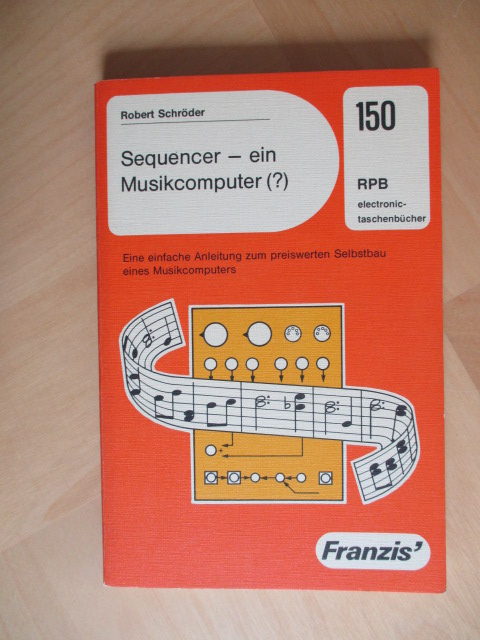 Robert Schröder
Sequencer – ein
Musikcomputer (?)
150
RPB
electronic-
taschenbücher
Eine einfache Anleitung zum preiswerten Selbstbau
eines Musikcomputers
Franzis'